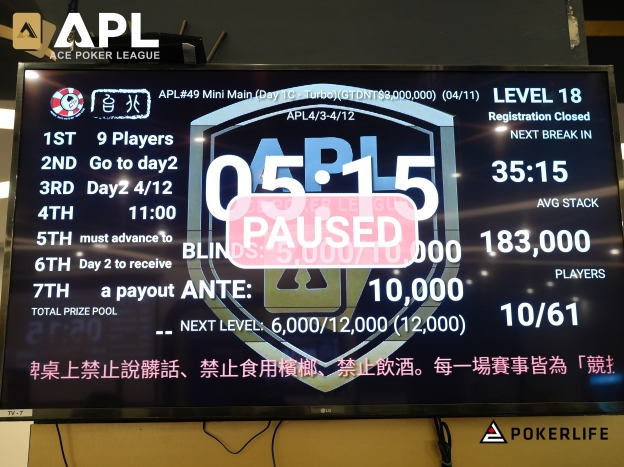 APL
ACE POKER LEAGUE
APL#49 Mini Main (Day 1C - Turbo)(GTDNT$3,000,000) (04/11)
APL4/3-4/12
LEVEL 18
Registration Closed
NEXT BREAK IN
35:15
AVG STACK
183,000
PLAYERS
10/61
1ST 9 Players
2ND Go to day2
3RD Day2 4/12
4TH 11:00
5TH must advance to
6TH Day 2 to receive
7TH a payout
TOTAL PRIZE POOL
--
05:15
PAUSED
BLINDS: 5,000/10,000
ANTE: 10,000
NEXT LEVEL: 6,000/12,000 (12,000)
牌桌上禁止說髒話、禁止食用檳榔、禁止飲酒。每一場賽事皆為「競技
TV - 7
LG
POKERLIFE